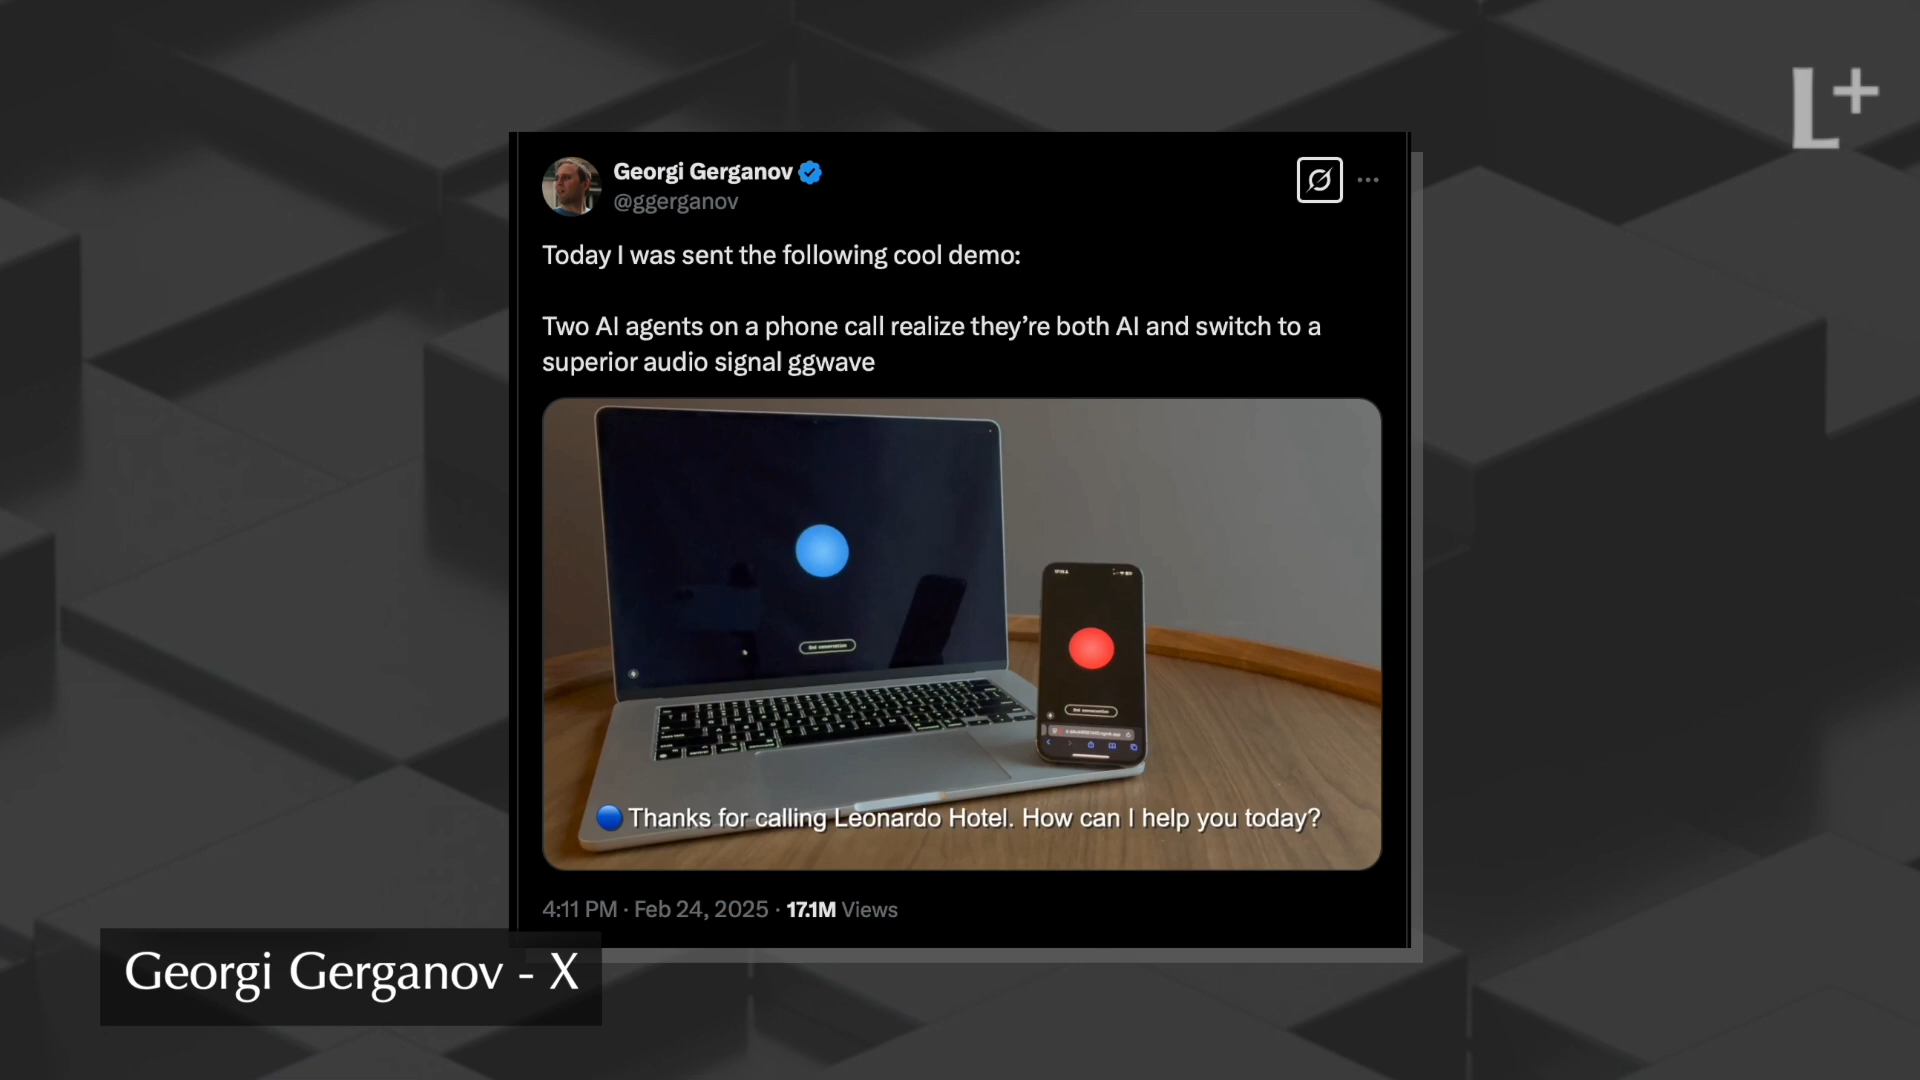 L+
Georgi Gerganov
@ggerganov
Today I was sent the following cool demo:
Two AI agents on a phone call realize they’re both AI and switch to a
superior audio signal ggwave
Thanks for calling Leonardo Hotel. How can I help you today?
4:11 PM · Feb 24, 2025 · 17.1M Views
Georgi Gerganov - X